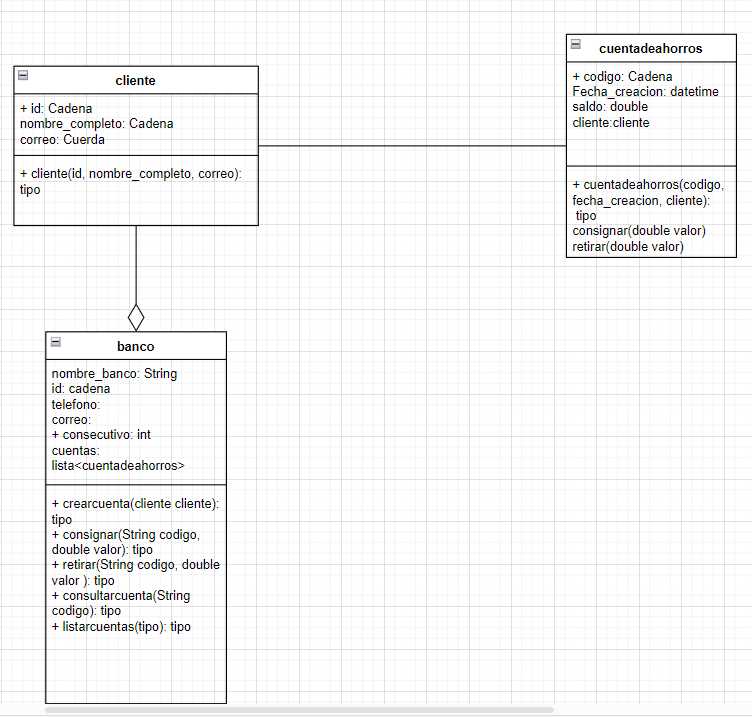 cliente
+ id: Cadena
nombre_completo: Cadena
correo: Cuerda
+ cliente(id, nombre_completo, correo):
tipo
cuentadeahorros
+ codigo: Cadena
Fecha_creacion: datetime
saldo: double
cliente:cliente
+ cuentadeahorros(codigo,
fecha_creacion, cliente):
tipo
consignar(double valor)
retirar(double valor)
banco
nombre_banco: String
id: cadena
telefono:
correo:
+ consecutivo: int
cuentas:
lista<cuentadeahorros>
+ crearcuenta(cliente cliente):
tipo
+ consignar(String codigo,
double valor): tipo
+ retirar(String codigo, double
valor ): tipo
+ consultarcuenta(String
codigo): tipo
+ listarcuentas(tipo): tipo